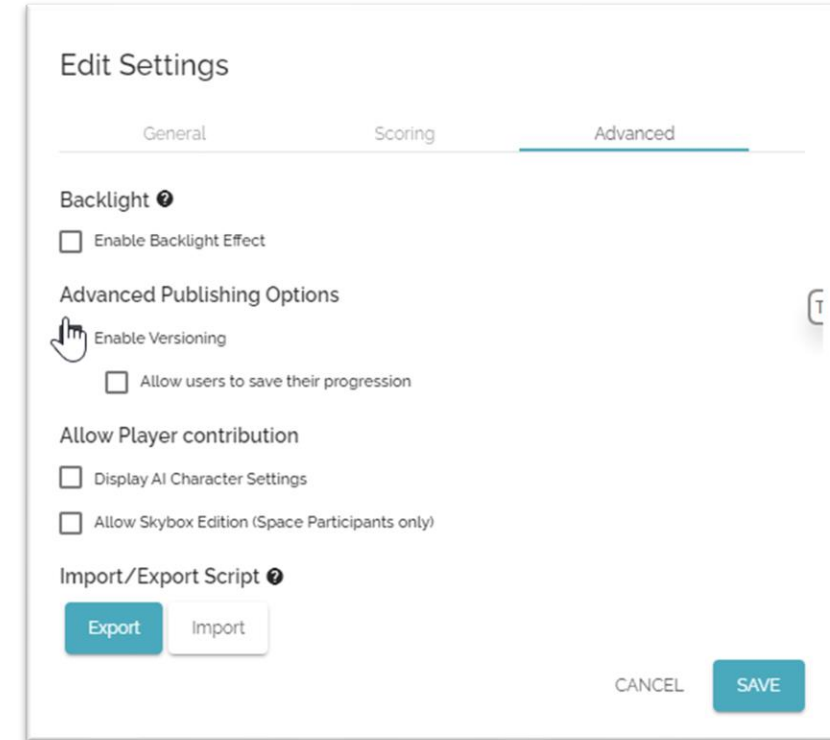 Edit Settings
General Scoring Advanced
Backlight
Enable Backlight Effect
Advanced Publishing Options
Enable Versioning
Allow users to save their progression
Allow Player contribution
Display AI Character Settings
Allow Skybox Edition (Space Participants only)
Import/Export Script
Export Import
CANCEL SAVE